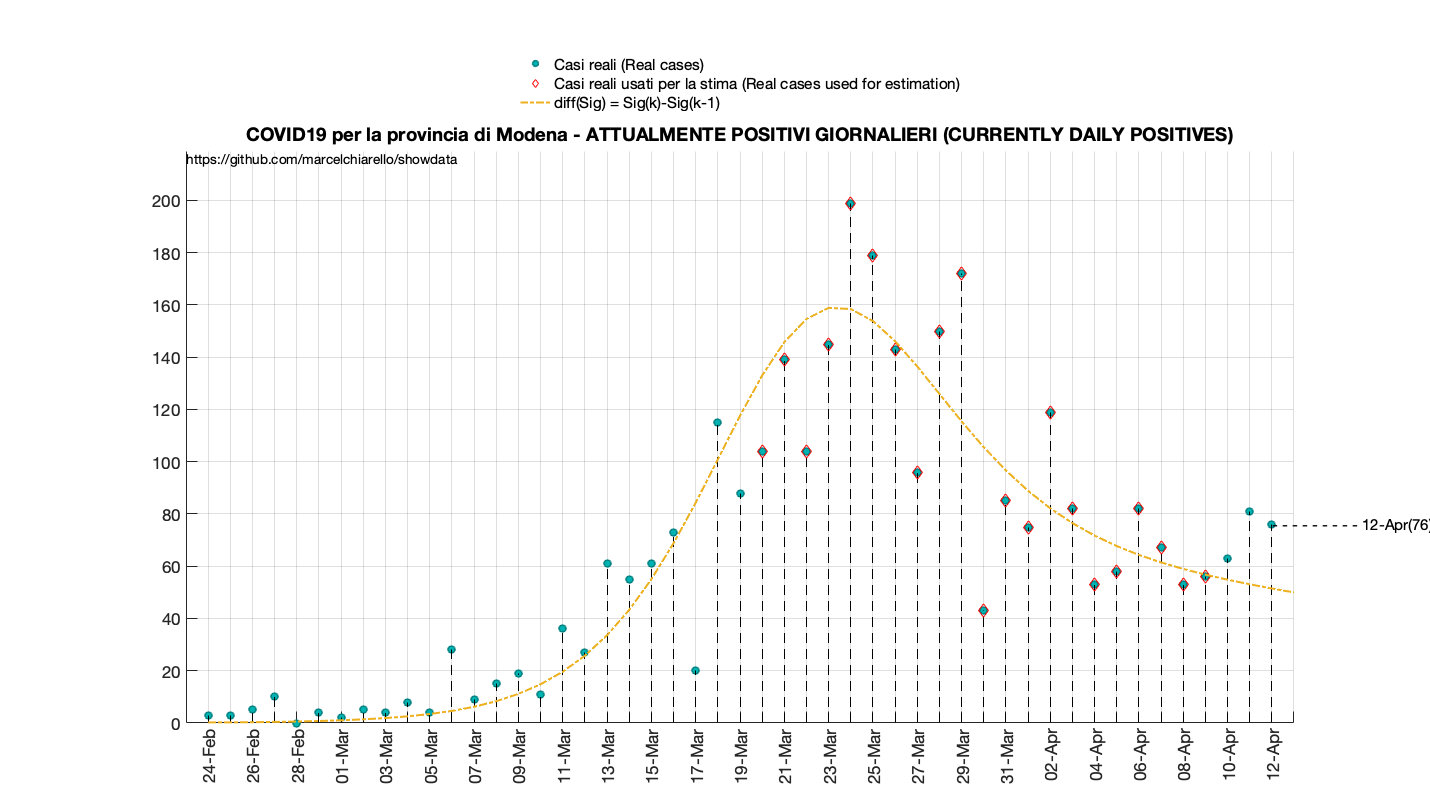 Casi reali (Real cases)
Casi reali usati per la stima (Real cases used for estimation)
diff(Sig) = Sig(k)-Sig(k-1)
COVID19 per la provincia di Modena - ATTUALMENTE POSITIVI GIORNALIERI (CURRENTLY DAILY POSITIVES)
https://github.com/marcelchiarello/showdata
200
180
160
140
120
100
80
60
40
20
0
12-Apr(76)
24-Feb
26-Feb
28-Feb
01-Mar
03-Mar
05-Mar
07-Mar
09-Mar
11-Mar
13-Mar
15-Mar
17-Mar
19-Mar
21-Mar
23-Mar
25-Mar
27-Mar
29-Mar
31-Mar
02-Apr
04-Apr
06-Apr
08-Apr
10-Apr
12-Apr